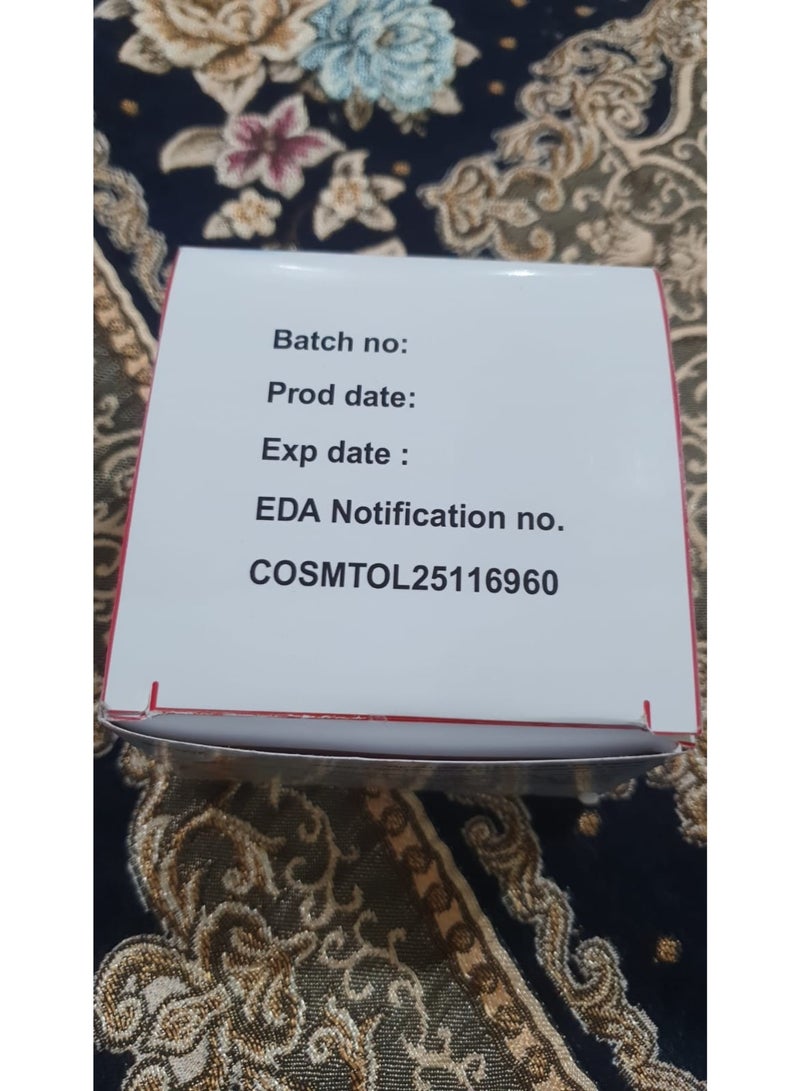 Batch no:
Prod date:
Exp date :
EDA Notification no.
COSMTOL25116960